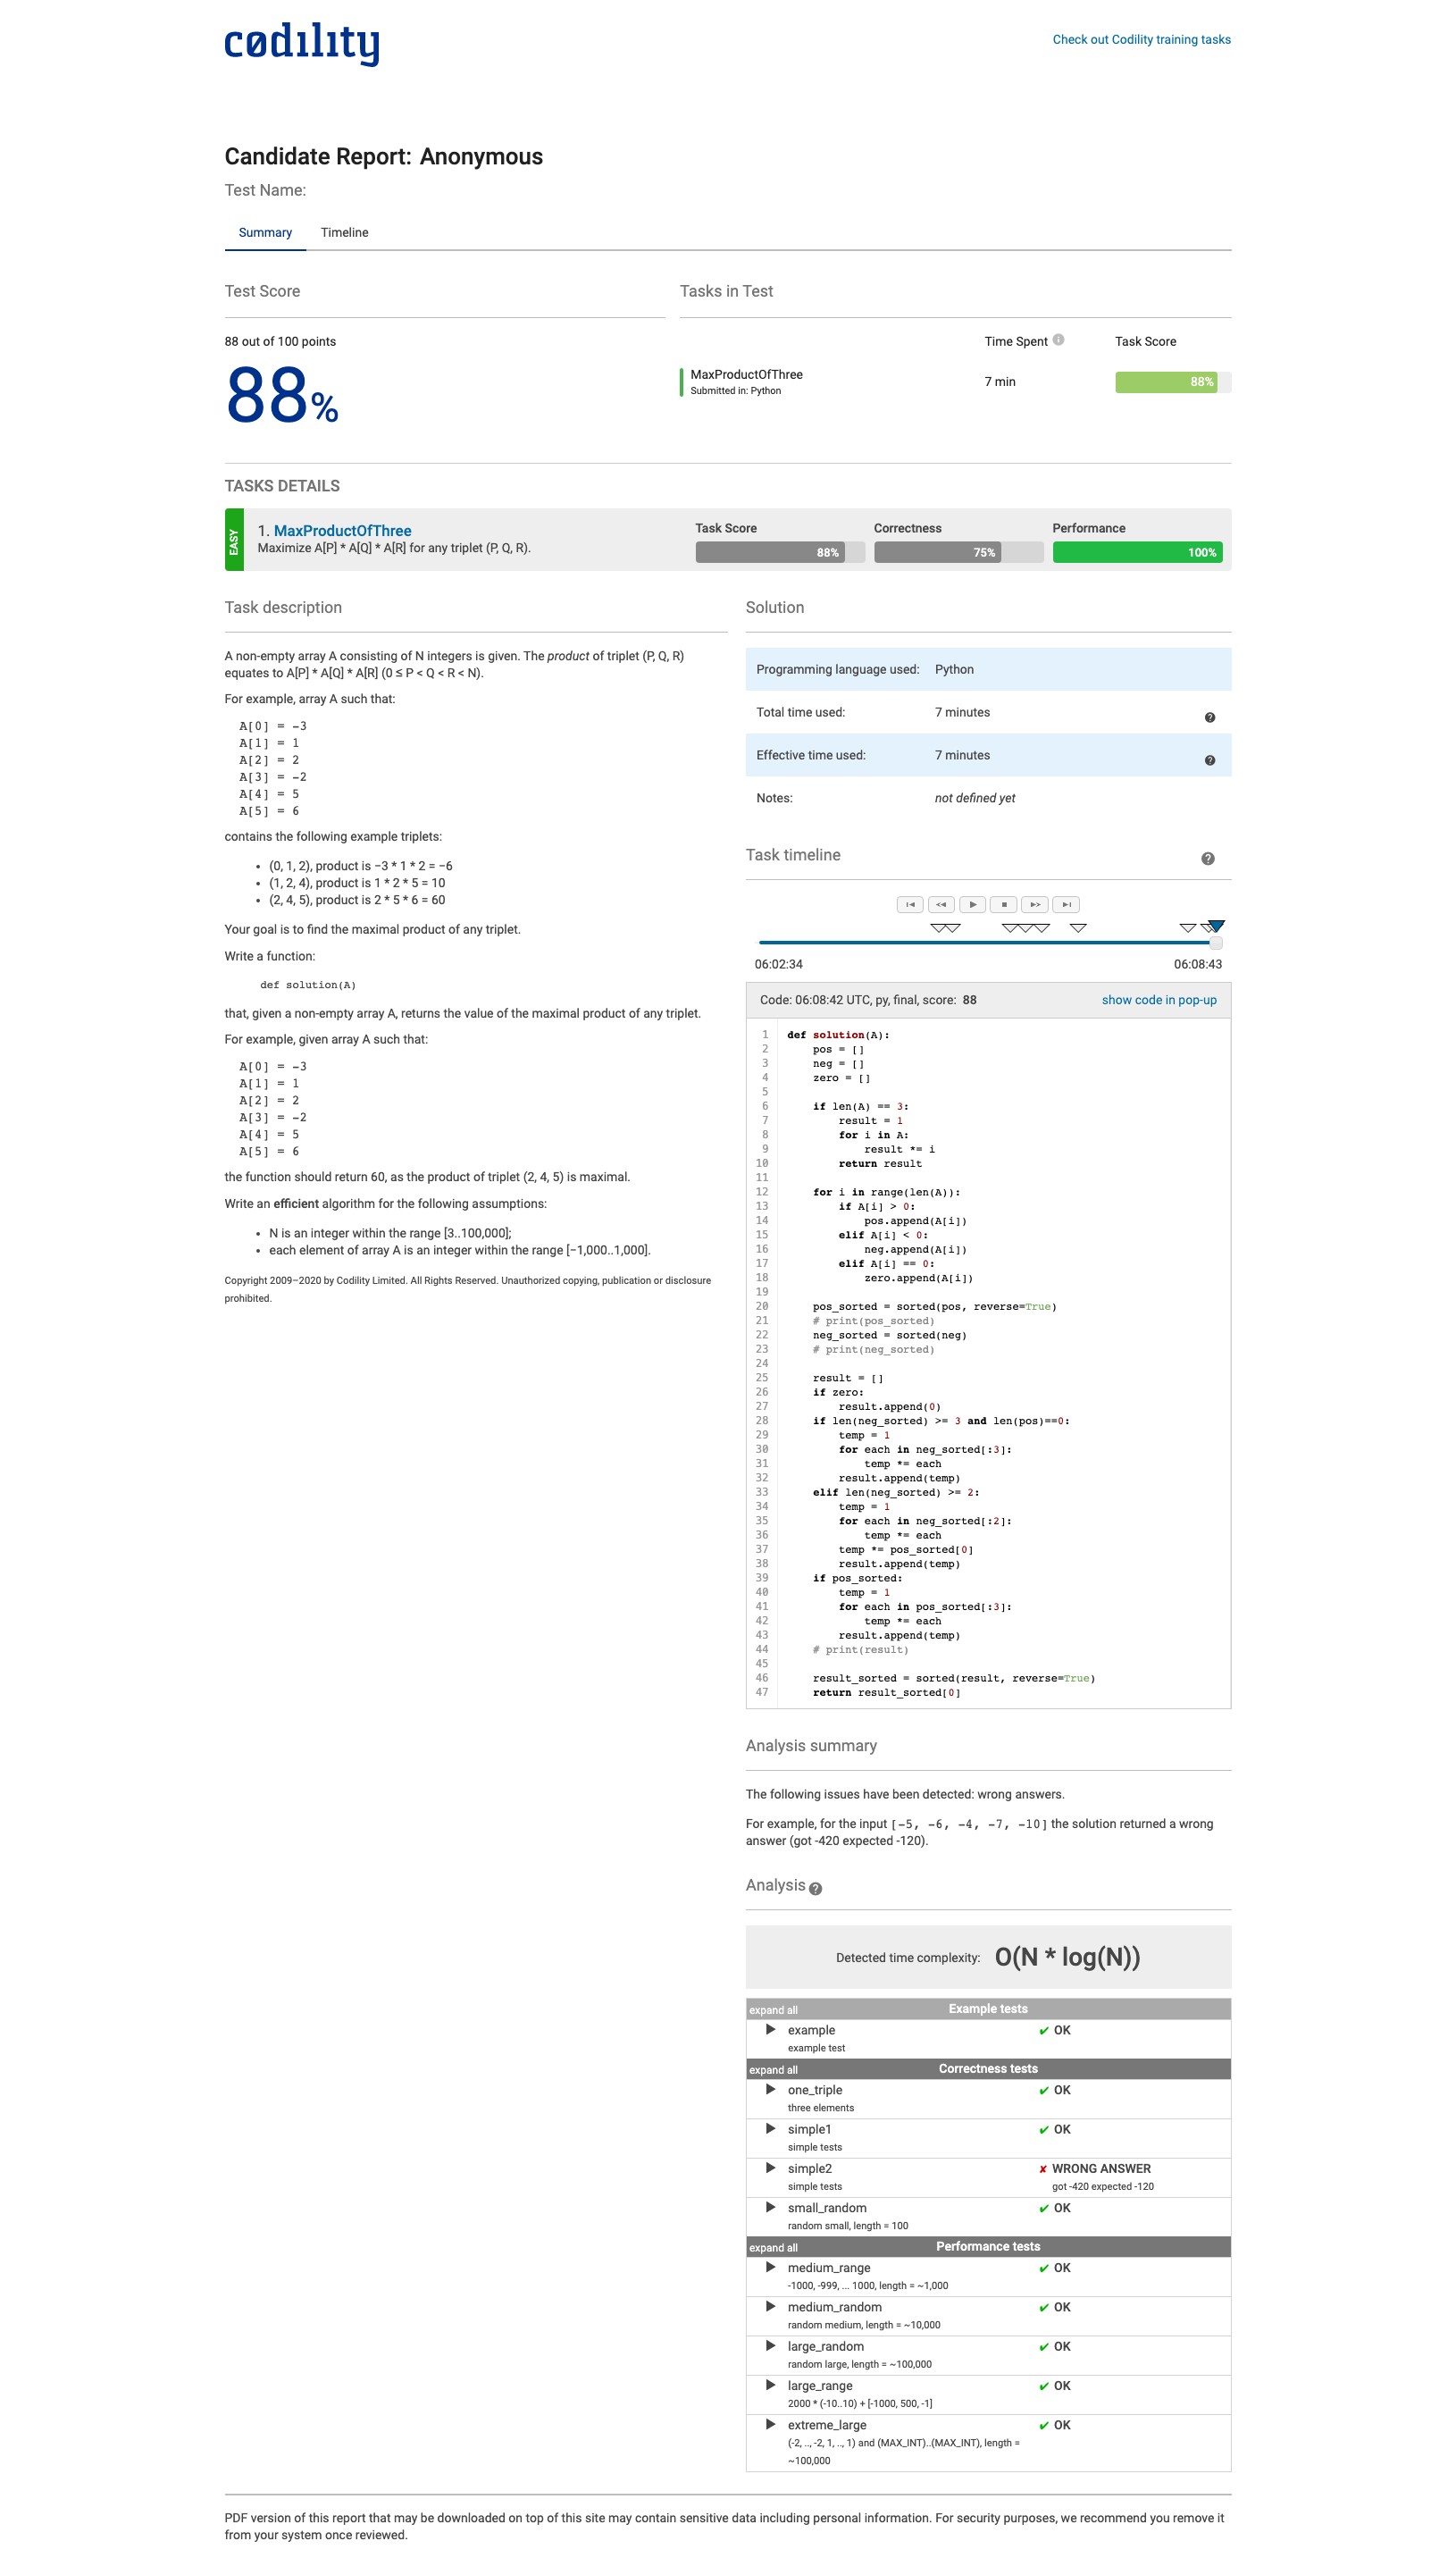 cødility
Check out Codility training tasks
Candidate Report: Anonymous
Test Name:
Summary Timeline
Test Score
88 out of 100 points
88%
Tasks in Test
Time Spent Task Score
MaxProductOfThree
Submitted in: Python
7 min
88%
TASKS DETAILS
EASY
1. MaxProductOfThree
Maximize A[P] * A[Q] * A[R] for any triplet (P, Q, R).
Task Score
88%
Correctness
75%
Performance
100%
Task description
A non-empty array A consisting of N integers is given. The product of triplet (P, Q, R)
equates to A[P] * A[Q] * A[R] (0 ≤ P < Q < R < N).
For example, array A such that:
A[0] = -3
A[1] = 1
A[2] = 2
A[3] = -2
A[4] = 5
A[5] = 6
contains the following example triplets:
• (0, 1, 2), product is −3 * 1 * 2 = −6
• (1, 2, 4), product is 1 * 2 * 5 = 10
• (2, 4, 5), product is 2 * 5 * 6 = 60
Your goal is to find the maximal product of any triplet.
Write a function:
def solution(A)
that, given a non-empty array A, returns the value of the maximal product of any triplet.
For example, given array A such that:
A[0] = -3
A[1] = 1
A[2] = 2
A[3] = -2
A[4] = 5
A[5] = 6
the function should return 60, as the product of triplet (2, 4, 5) is maximal.
Write an efficient algorithm for the following assumptions:
• N is an integer within the range [3..100,000];
• each element of array A is an integer within the range [−1,000..1,000].
Copyright 2009–2020 by Codility Limited. All Rights Reserved. Unauthorized copying, publication or disclosure
prohibited.
Solution
Programming language used: Python
Total time used: 7 minutes
Effective time used: 7 minutes
Notes: not defined yet
Task timeline
06:02:34 06:08:43
Code: 06:08:42 UTC, py, final, score: 88 show code in pop-up
1 def solution(A):
2     pos = []
3     neg = []
4     zero = []
5
6     if len(A) == 3:
7         result = 1
8         for i in A:
9             result *= i
10         return result
11
12     for i in range(len(A)):
13         if A[i] > 0:
14             pos.append(A[i])
15         elif A[i] < 0:
16             neg.append(A[i])
17         elif A[i] == 0:
18             zero.append(A[i])
19
20     pos_sorted = sorted(pos, reverse=True)
21     # print(pos_sorted)
22     neg_sorted = sorted(neg)
23     # print(neg_sorted)
24
25     result = []
26     if zero:
27         result.append(0)
28     if len(neg_sorted) >= 3 and len(pos)==0:
29         temp = 1
30         for each in neg_sorted[:3]:
31             temp *= each
32         result.append(temp)
33     elif len(neg_sorted) >= 2:
34         temp = 1
35         for each in neg_sorted[:2]:
36             temp *= each
37         temp *= pos_sorted[0]
38         result.append(temp)
39     if pos_sorted:
40         temp = 1
41         for each in pos_sorted[:3]:
42             temp *= each
43         result.append(temp)
44     # print(result)
45
46     result_sorted = sorted(result, reverse=True)
47     return result_sorted[0]
Analysis summary
The following issues have been detected: wrong answers.
For example, for the input [-5, -6, -4, -7, -10] the solution returned a wrong
answer (got -420 expected -120).
Analysis
Detected time complexity: O(N * log(N))
expand all Example tests
example ✔ OK
example test
expand all Correctness tests
one_triple ✔ OK
three elements
simple1 ✔ OK
simple tests
simple2 ✘ WRONG ANSWER
simple tests got -420 expected -120
small_random ✔ OK
random small, length = 100
expand all Performance tests
medium_range ✔ OK
-1000, -999, ... 1000, length = ~1,000
medium_random ✔ OK
random medium, length = ~10,000
large_random ✔ OK
random large, length = ~100,000
large_range ✔ OK
2000 * (-10..10) + [-1000, 500, -1]
extreme_large ✔ OK
(-2, .., -2, 1, .., 1) and (MAX_INT)..(MAX_INT), length =
~100,000
PDF version of this report that may be downloaded on top of this site may contain sensitive data including personal information. For security purposes, we recommend you remove it
from your system once reviewed.